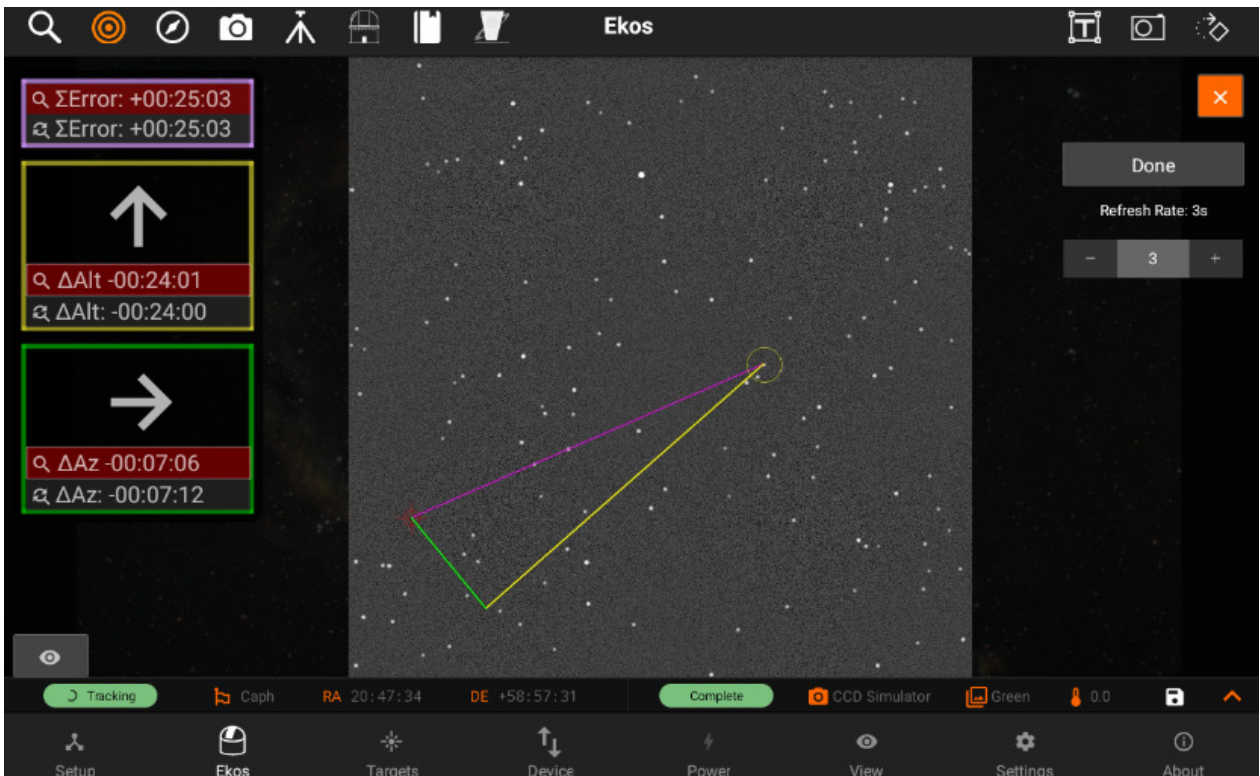 Ekos
ΣError: +00:25:03
ΣError: +00:25:03
ΔAlt -00:24:01
ΔAlt: -00:24:00
ΔAz -00:07:06
ΔAz: -00:07:12
Done
Refresh Rate: 3s
- 3 +
Tracking Caph RA 20:47:34 DE +58:57:31 Complete CCD Simulator Green 0.0
Setup Ekos Targets Device Power View Settings About